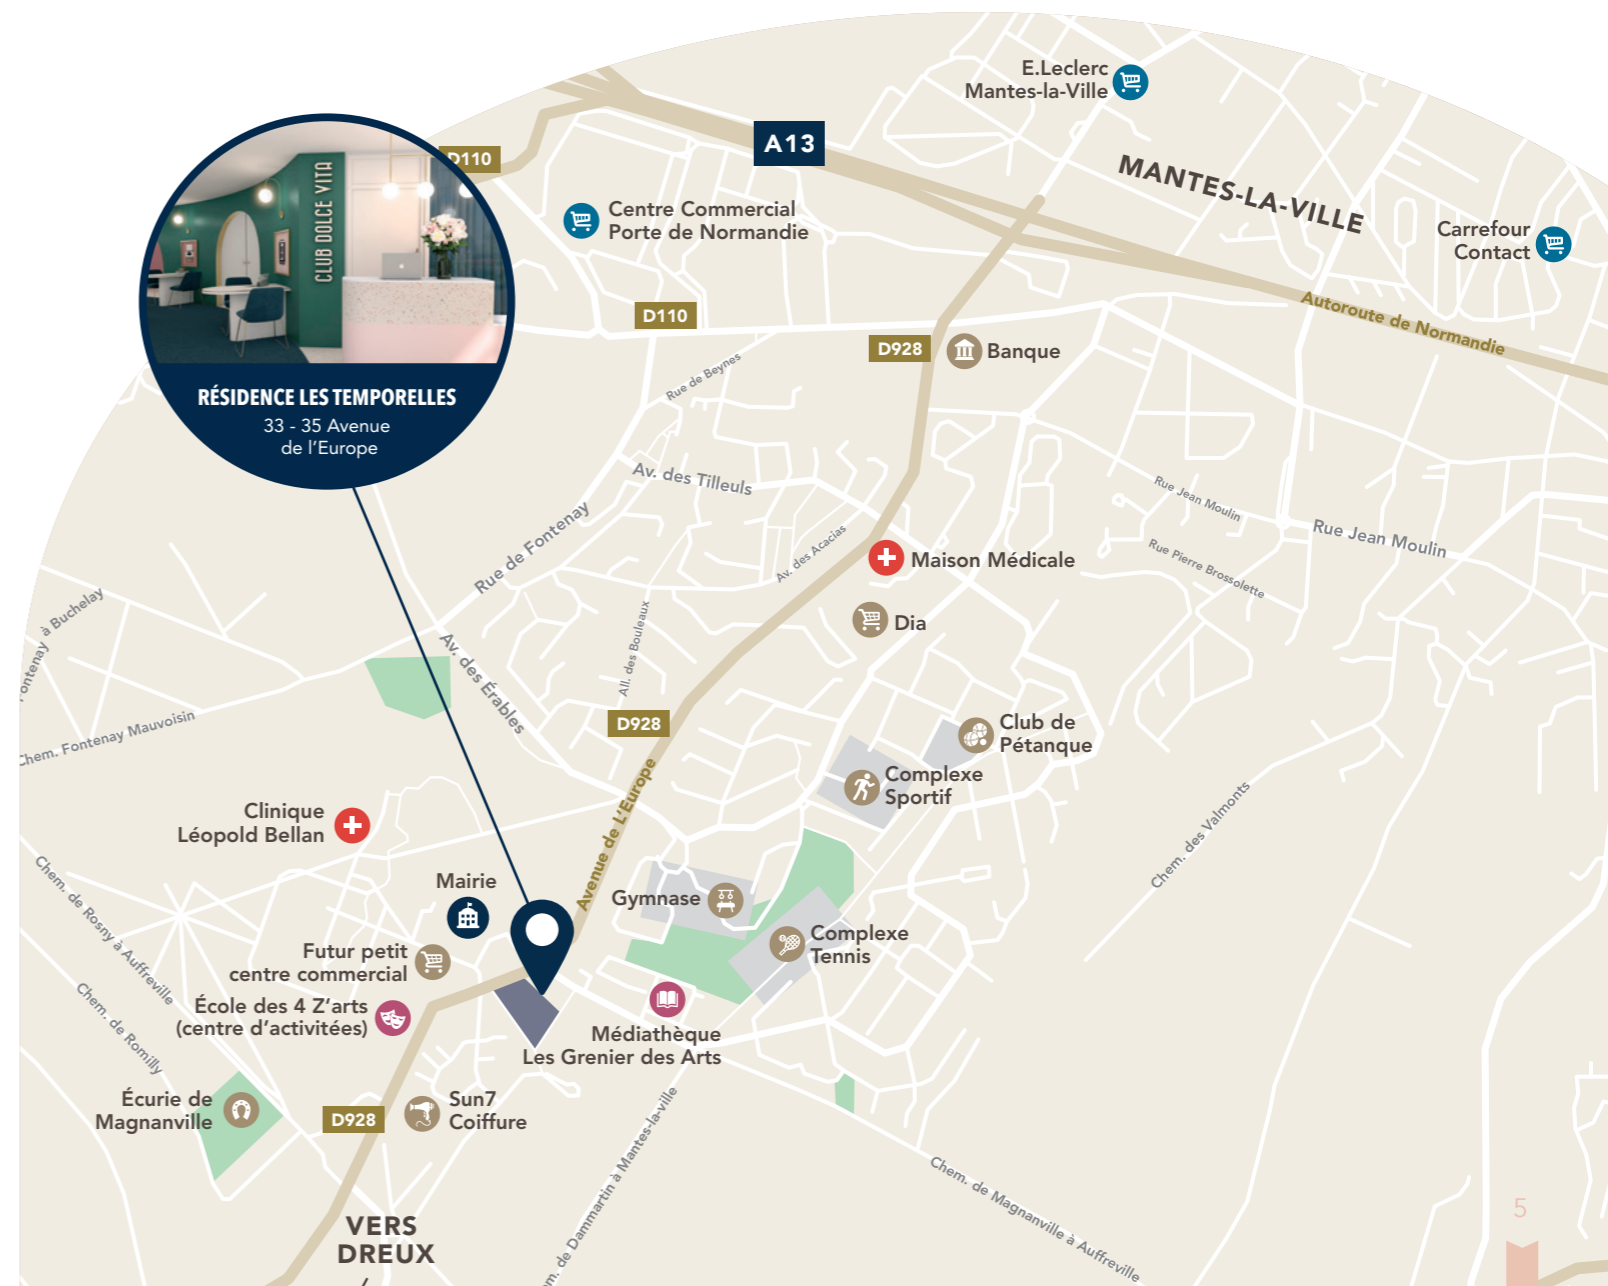 E.Leclerc
Mantes-la-Ville
A13
MANTES-LA-VILLE
D110
CLUB DOLCE VITA
Centre Commercial
Porte de Normandie
Carrefour
Contact
Autoroute de Normandie
D110
D928
Banque
Rue de Beynes
RÉSIDENCE LES TEMPORELLES
33 - 35 Avenue
de l'Europe
Av. des Tilleuls
Rue Jean Moulin
Rue Jean Moulin
Rue de Fontenay
Av. des Acacias
Maison Médicale
Rue Pierre Brossolette
Fontenay à Buchelay
Dia
All. des Bouleaux
Av. des Érables
D928
Chem. Fontenay Mauvoisin
Club de
Pétanque
Complexe
Sportif
Avenue de L'Europe
Chem. des Valmonts
Clinique
Léopold Bellan
Chem. de Rosny à Auffreville
Mairie
Gymnase
Complexe
Tennis
Futur petit
centre commercial
École des 4 Z'arts
(centre d'activitées)
Médiathèque
Les Grenier des Arts
Chem. de Romilly
Écurie de
Magnanville
D928
Sun7
Coiffure
m. de Dammartin à Mantes-la-ville
Chem. de Magnanville à Auffreville
VERS
DREUX
5